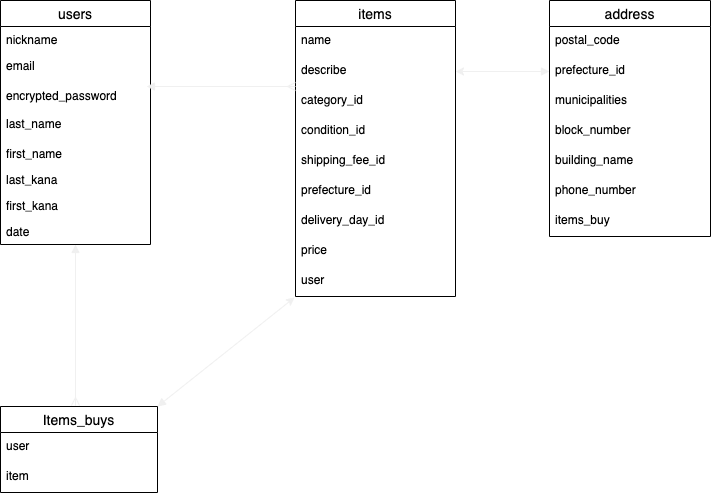 users
nickname
email
encrypted_password
last_name
first_name
last_kana
first_kana
date
items
name
describe
category_id
condition_id
shipping_fee_id
prefecture_id
delivery_day_id
price
user
address
postal_code
prefecture_id
municipalities
block_number
building_name
phone_number
items_buy
Items_buys
user
item